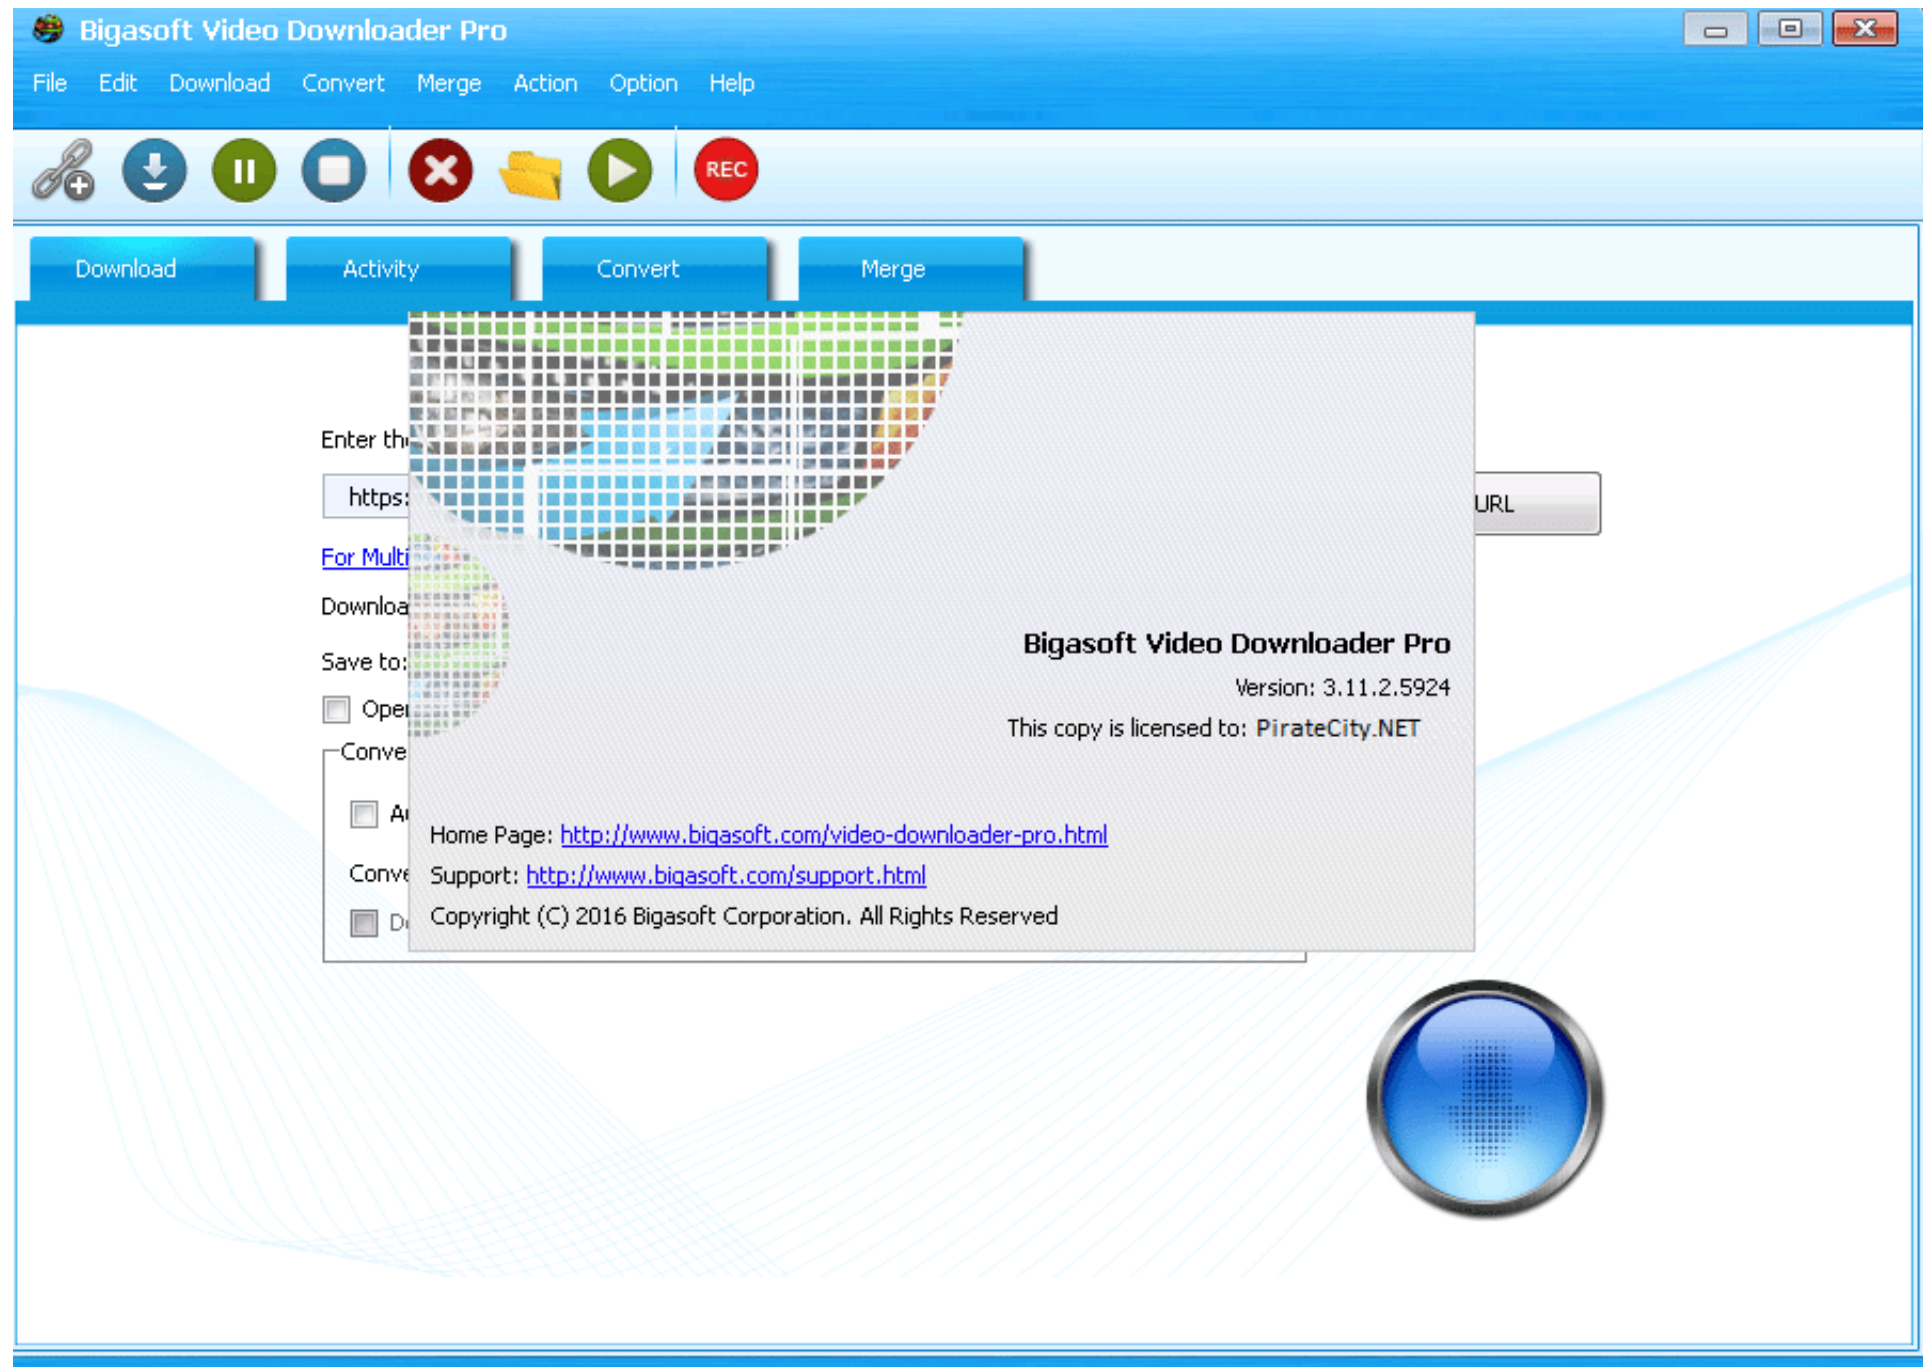 Bigasoft Video Downloader Pro
File Edit Download Convert Merge Action Option Help
REC
Download Activity Convert Merge
Enter the
https:
URL
For Multi
Downloa
Save to:
Open
Conve
Conve
Bigasoft Video Downloader Pro
Version: 3.11.2.5924
This copy is licensed to: PirateCity.NET
Home Page: http://www.bigasoft.com/video-downloader-pro.html
Support: http://www.bigasoft.com/support.html
Copyright (C) 2016 Bigasoft Corporation. All Rights Reserved